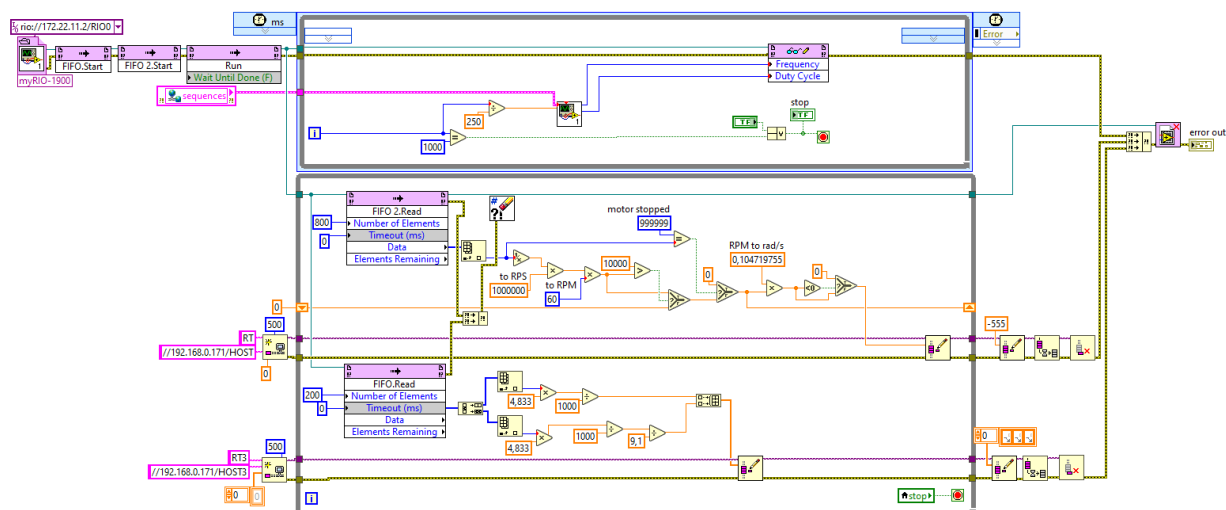 rio://172.22.11.2/RIO0
ms
Error
FIFO.Start
FIFO 2.Start
Run
Wait Until Done (F)
myRIO-1900
1
Frequency
Duty Cycle
sequences
250
1
stop
TF
TF
i
1000
error out
FIFO 2.Read
800
Number of Elements
0
Timeout (ms)
Data
Elements Remaining
#
?!
motor stopped
999999
RPM to rad/s
0,104719755
to RPS
1000000
to RPM
60
10000
0
<0
0
0
500
RT
//192.168.0.171/HOST
0
-555
FIFO.Read
200
Number of Elements
0
Timeout (ms)
Data
Elements Remaining
4,833
1000
4,833
1000
9,1
500
RT3
//192.168.0.171/HOST3
0
0
0
i
stop